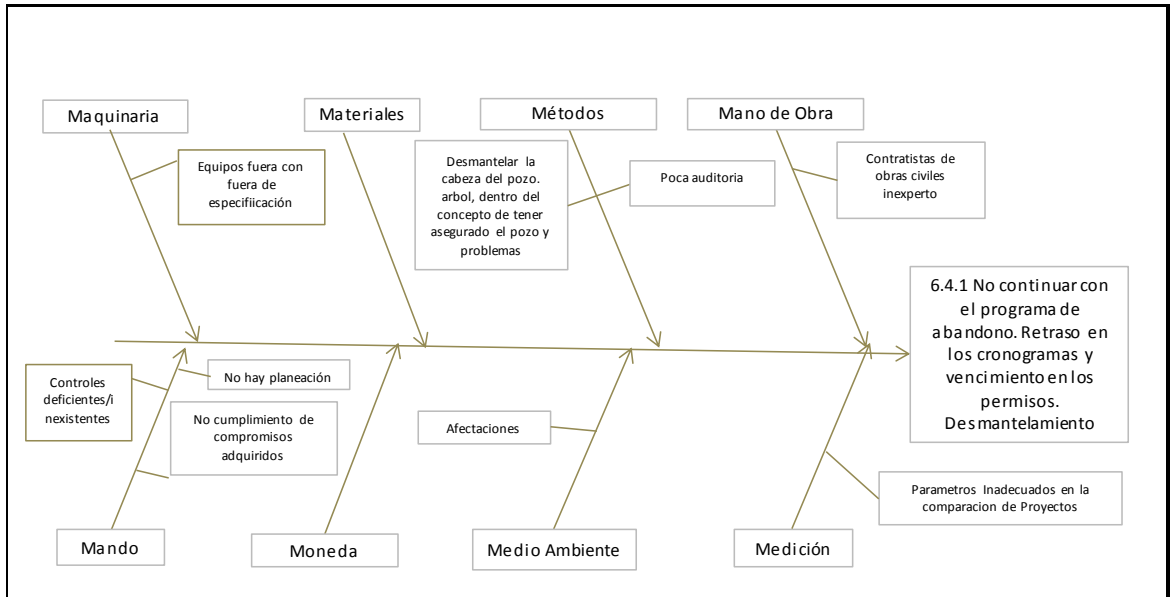 Maquinaria
Materiales
Métodos
Mano de Obra
Equipos fuera con
fuera de
especifiicación
Desmantelar la
cabeza del pozo.
arbol, dentro del
concepto de tener
asegurado el pozo y
problemas
Poca auditoria
Contratistas de
obras civiles
inexperto
6.4.1 No continuar con
el programa de
abandono. Retraso en
los cronogramas y
vencimiento en los
permisos.
Desmantelamiento
Controles
deficientes/i
nexistentes
No hay planeación
No cumplimiento de
compromisos
adquiridos
Afectaciones
Parametros Inadecuados en la
comparacion de Proyectos
Mando
Moneda
Medio Ambiente
Medición